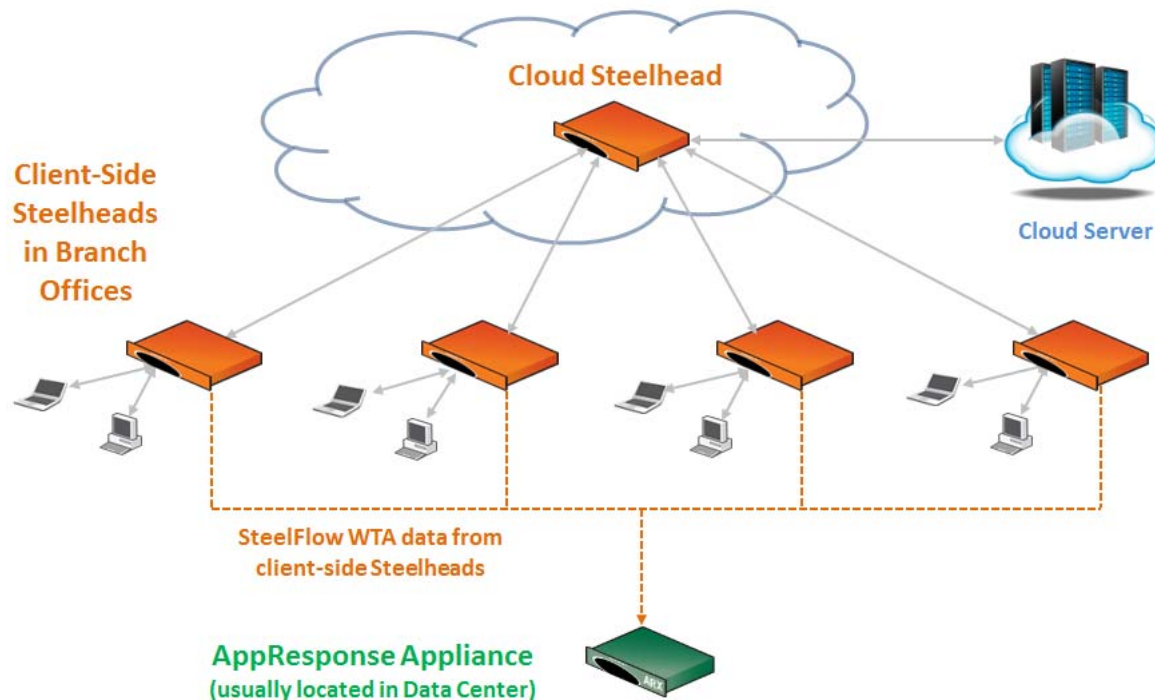 Cloud Steelhead
Client-Side
Steelheads
in Branch
Offices
Cloud Server
SteelFlow WTA data from
client-side Steelheads
AppResponse Appliance
(usually located in Data Center)
ARX